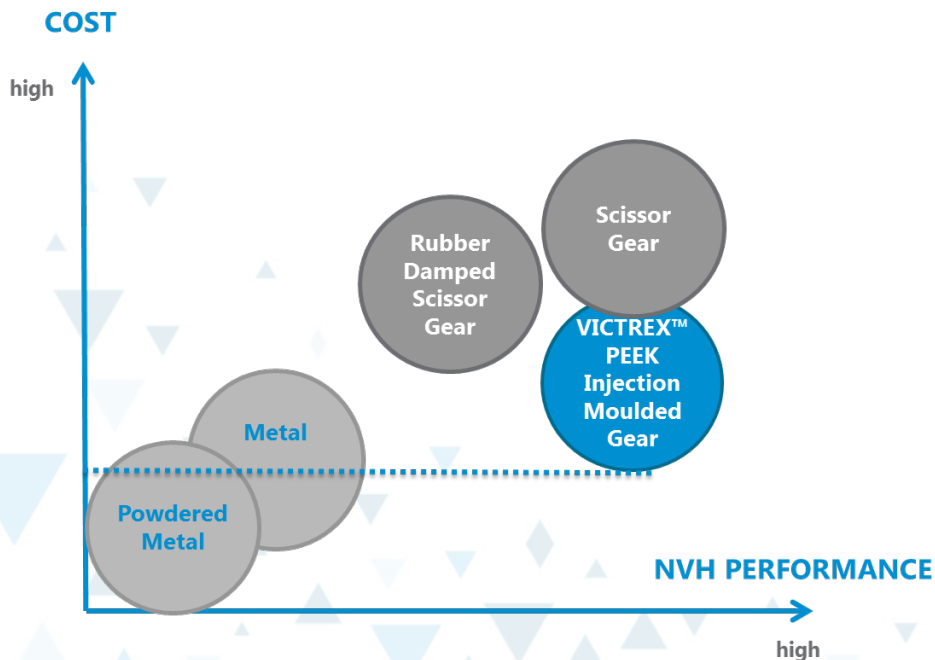 COST
high
Scissor
Gear
Rubber
Damped
Scissor
Gear
VICTREX™
PEEK
Injection
Moulded
Gear
Metal
Powdered
Metal
NVH PERFORMANCE
high